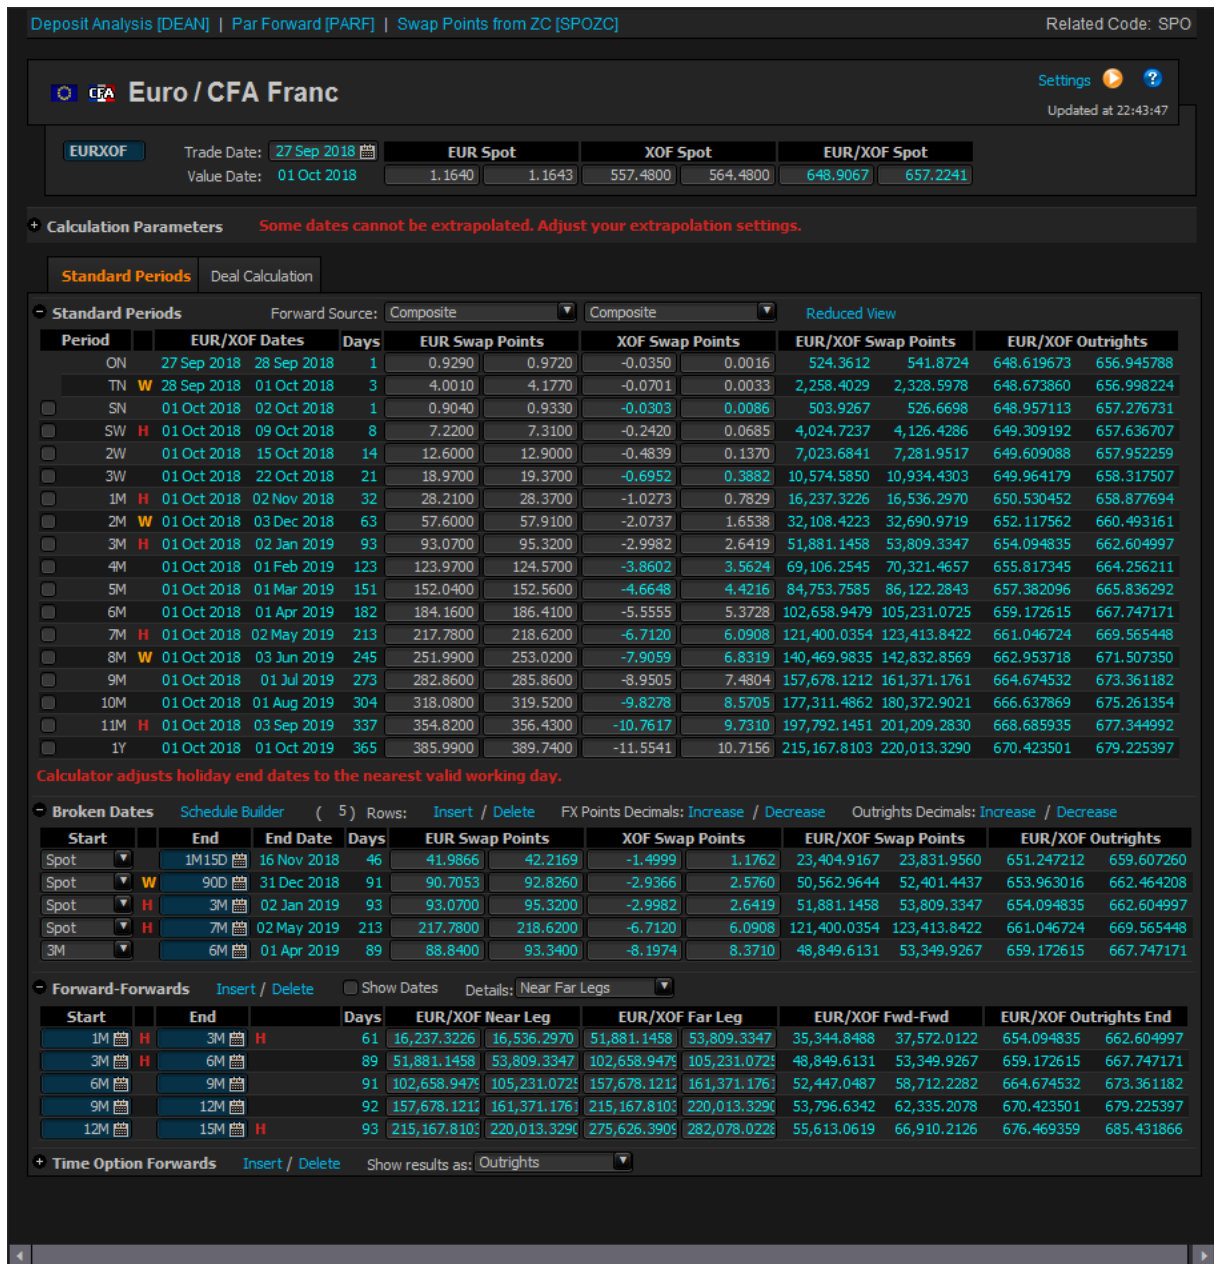 Deposit Analysis [DEAN] | Par Forward [PARF] | Swap Points from ZC [SPOZC] Related Code: SPO
CFA Euro / CFA Franc Settings ?
Updated at 22:43:47
EURXOF Trade Date: 27 Sep 2018 EUR Spot XOF Spot EUR/XOF Spot
Value Date: 01 Oct 2018 1.1640 1.1643 557.4800 564.4800 648.9067 657.2241
+ Calculation Parameters Some dates cannot be extrapolated. Adjust your extrapolation settings.
Standard Periods Deal Calculation
Standard Periods Forward Source: Composite Composite Reduced View
Period EUR/XOF Dates Days EUR Swap Points XOF Swap Points EUR/XOF Swap Points EUR/XOF Outrights
ON 27 Sep 2018 28 Sep 2018 1 0.9290 0.9720 -0.0350 0.0016 524.3612 541.8724 648.619673 656.945788
TN W 28 Sep 2018 01 Oct 2018 3 4.0010 4.1770 -0.0701 0.0033 2,258.4029 2,328.5978 648.673860 656.998224
SN 01 Oct 2018 02 Oct 2018 1 0.9040 0.9330 -0.0303 0.0086 503.9267 526.6698 648.957113 657.276731
SW H 01 Oct 2018 09 Oct 2018 8 7.2200 7.3100 -0.2420 0.0685 4,024.7237 4,126.4286 649.309192 657.636707
2W 01 Oct 2018 15 Oct 2018 14 12.6000 12.9000 -0.4839 0.1370 7,023.6841 7,281.9517 649.609088 657.952259
3W 01 Oct 2018 22 Oct 2018 21 18.9700 19.3700 -0.6952 0.3882 10,574.5850 10,934.4303 649.964179 658.317507
1M H 01 Oct 2018 02 Nov 2018 32 28.2100 28.3700 -1.0273 0.7829 16,237.3226 16,536.2970 650.530452 658.877694
2M W 01 Oct 2018 03 Dec 2018 63 57.6000 57.9100 -2.0737 1.6538 32,108.4223 32,690.9719 652.117562 660.493161
3M H 01 Oct 2018 02 Jan 2019 93 93.0700 95.3200 -2.9982 2.6419 51,881.1458 53,809.3347 654.094835 662.604997
4M 01 Oct 2018 01 Feb 2019 123 123.9700 124.5700 -3.8602 3.5624 69,106.2545 70,321.4657 655.817345 664.256211
5M 01 Oct 2018 01 Mar 2019 151 152.0400 152.5600 -4.6648 4.4216 84,753.7585 86,122.2843 657.382096 665.836292
6M 01 Oct 2018 01 Apr 2019 182 184.1600 186.4100 -5.5555 5.3728 102,658.9479 105,231.0725 659.172615 667.747171
7M H 01 Oct 2018 02 May 2019 213 217.7800 218.6200 -6.7120 6.0908 121,400.0354 123,413.8422 661.046724 669.565448
8M W 01 Oct 2018 03 Jun 2019 245 251.9900 253.0200 -7.9059 6.8319 140,469.9835 142,832.8569 662.953718 671.507350
9M 01 Oct 2018 01 Jul 2019 273 282.8600 285.8600 -8.9505 7.4804 157,678.1212 161,371.1761 664.674532 673.361182
10M 01 Oct 2018 01 Aug 2019 304 318.0800 319.5200 -9.8278 8.5705 177,311.4862 180,372.9021 666.637869 675.261354
11M H 01 Oct 2018 03 Sep 2019 337 354.8200 356.4300 -10.7617 9.7310 197,792.1451 201,209.2830 668.685935 677.344992
1Y 01 Oct 2018 01 Oct 2019 365 385.9900 389.7400 -11.5541 10.7156 215,167.8103 220,013.3290 670.423501 679.225397
Calculator adjusts holiday end dates to the nearest valid working day.
Broken Dates Schedule Builder ( 5 ) Rows: Insert / Delete FX Points Decimals: Increase / Decrease Outrights Decimals: Increase / Decrease
Start End End Date Days EUR Swap Points XOF Swap Points EUR/XOF Swap Points EUR/XOF Outrights
Spot 1M15D 16 Nov 2018 46 41.9866 42.2169 -1.4999 1.1762 23,404.9167 23,831.9560 651.247212 659.607260
Spot W 90D 31 Dec 2018 91 90.7053 92.8260 -2.9366 2.5760 50,562.9644 52,401.4437 653.963016 662.464208
Spot H 3M 02 Jan 2019 93 93.0700 95.3200 -2.9982 2.6419 51,881.1458 53,809.3347 654.094835 662.604997
Spot H 7M 02 May 2019 213 217.7800 218.6200 -6.7120 6.0908 121,400.0354 123,413.8422 661.046724 669.565448
3M 6M 01 Apr 2019 89 88.8400 93.3400 -8.1974 8.3710 48,849.6131 53,349.9267 659.172615 667.747171
Forward-Forwards Insert / Delete Show Dates Details: Near Far Legs
Start End Days EUR/XOF Near Leg EUR/XOF Far Leg EUR/XOF Fwd-Fwd EUR/XOF Outrights End
1M H 3M H 61 16,237.3226 16,536.2970 51,881.1458 53,809.3347 35,344.8488 37,572.0122 654.094835 662.604997
3M H 6M 89 51,881.1458 53,809.3347 102,658.9479 105,231.0725 48,849.6131 53,349.9267 659.172615 667.747171
6M 9M 91 102,658.9479 105,231.0725 157,678.1212 161,371.1761 52,447.0487 58,712.2282 664.674532 673.361182
9M 12M 92 157,678.1212 161,371.1761 215,167.8103 220,013.3290 53,796.6342 62,335.2078 670.423501 679.225397
12M 15M H 93 215,167.8103 220,013.3290 275,626.3909 282,078.0228 55,613.0619 66,910.2126 676.469359 685.431866
+ Time Option Forwards Insert / Delete Show results as: Outrights